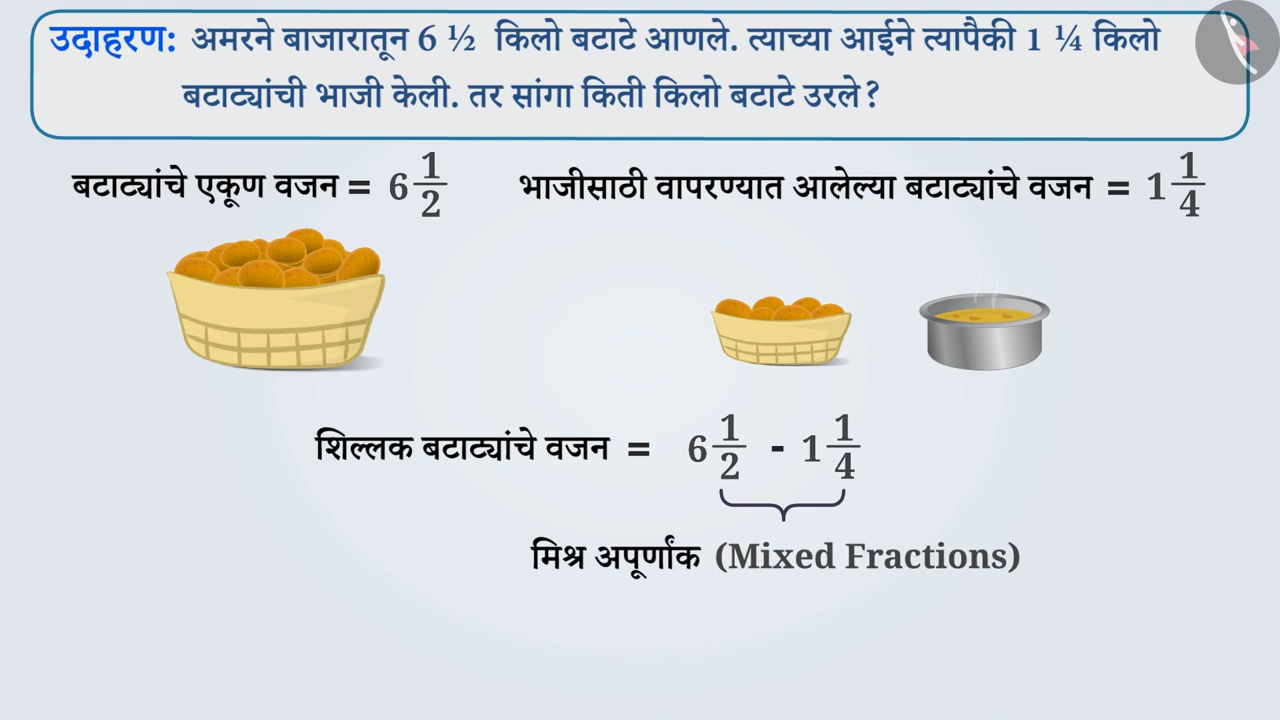 उदाहरण: अमरने बाजारातून 6 ½ किलो बटाटे आणले. त्याच्या आईने त्यापैकी 1 ¼ किलो
बटाट्यांची भाजी केली. तर सांगा किती किलो बटाटे उरले?
बटाट्यांचे एकूण वजन = 6 1/2
भाजीसाठी वापरण्यात आलेल्या बटाट्यांचे वजन = 1 1/4
शिल्लक बटाट्यांचे वजन = 6 1/2 - 1 1/4
मिश्र अपूर्णांक (Mixed Fractions)